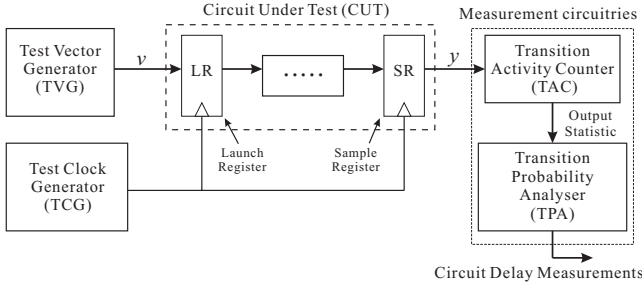 Circuit Under Test (CUT)
Measurement circuitries
Test Vector
Generator
(TVG)
v
LR
.....
SR
y
Transition
Activity Counter
(TAC)
Launch
Register
Sample
Register
Output
Statistic
Test Clock
Generator
(TCG)
Transition
Probability
Analyser
(TPA)
Circuit Delay Measurements